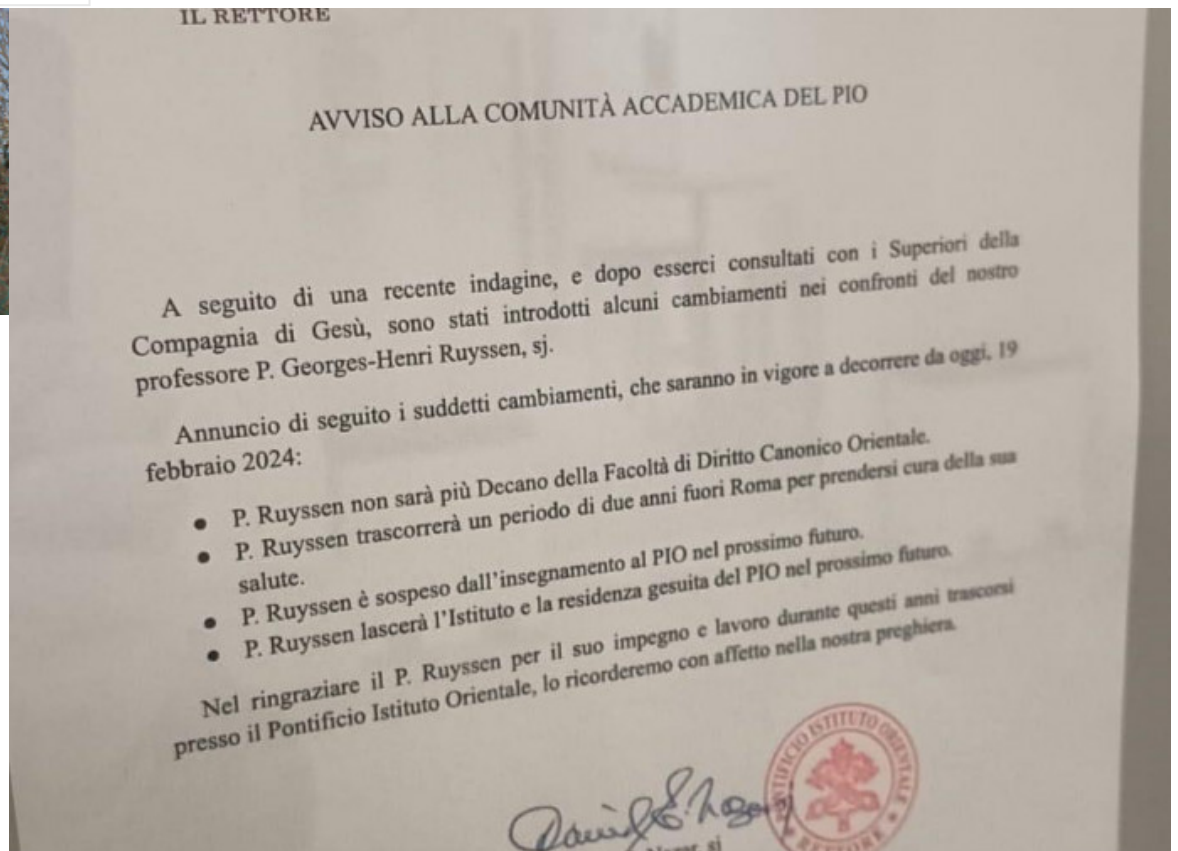 IL RETTORE
AVVISO ALLA COMUNITÀ ACCADEMICA DEL PIO
A seguito di una recente indagine, e dopo esserci consultati con i Superiori della
Compagnia di Gesù, sono stati introdotti alcuni cambiamenti nei confronti del nostro
professore P. Georges-Henri Ruyssen, sj.
Annuncio di seguito i suddetti cambiamenti, che saranno in vigore a decorrere da oggi, 19
febbraio 2024:
● P. Ruyssen non sarà più Decano della Facoltà di Diritto Canonico Orientale.
● P. Ruyssen trascorrerà un periodo di due anni fuori Roma per prendersi cura della sua
salute.
● P. Ruyssen è sospeso dall'insegnamento al PIO nel prossimo futuro.
● P. Ruyssen lascerà l'Istituto e la residenza gesuita del PIO nel prossimo futuro.
Nel ringraziare il P. Ruyssen per il suo impegno e lavoro durante questi anni trascorsi
presso il Pontificio Istituto Orientale, lo ricorderemo con affetto nella nostra preghiera.
PONTIFICIO ISTITUTO ORIENTALE
RETTORE
David E. Nazar
Nazar, sj